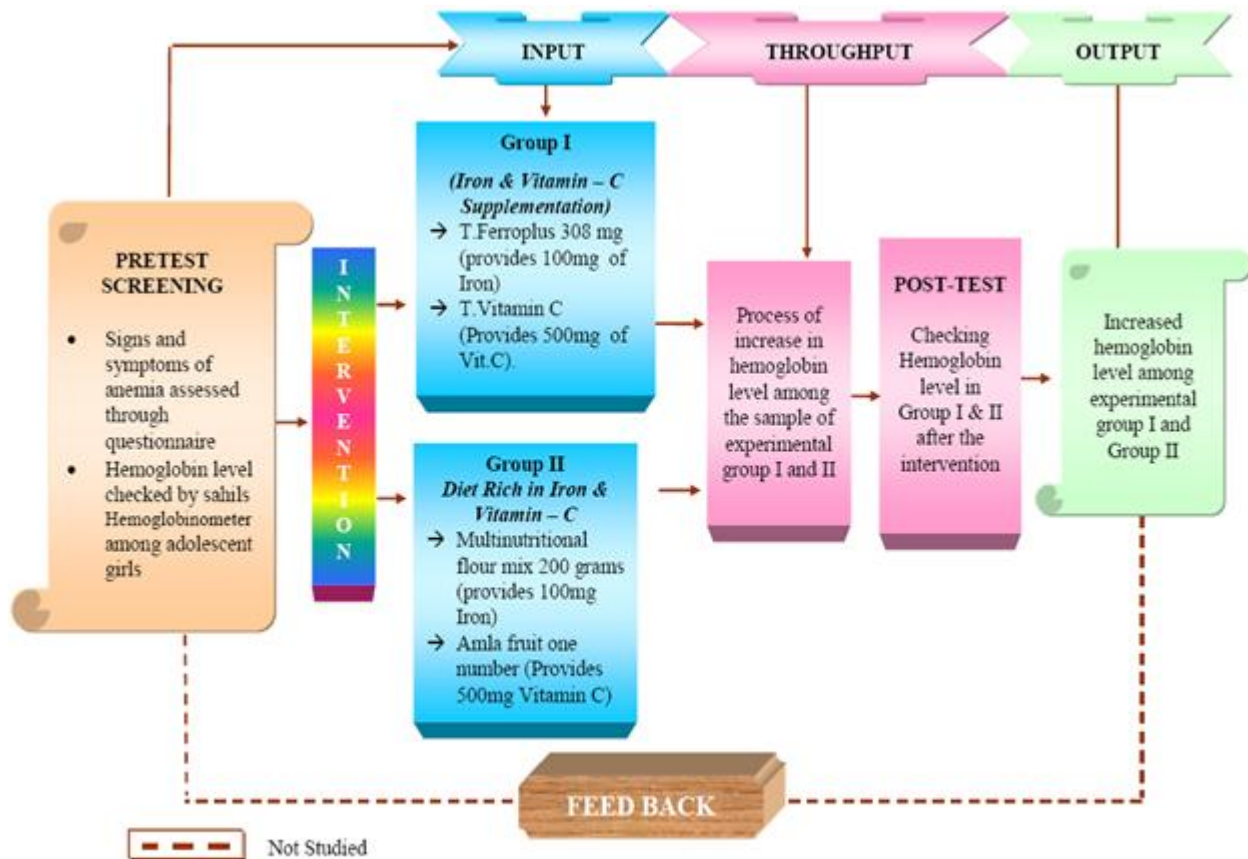 INPUT
THROUGHPUT
OUTPUT
PRETEST
SCREENING
• Signs and
symptoms of
anemia assessed
through
questionnaire
• Hemoglobin level
checked by sahils
Hemoglobinometer
among adolescent
girls
INTERVENTION
Group I
(Iron & Vitamin – C
Supplementation)
→ T.Ferroplus 308 mg
(provides 100mg of
Iron)
→ T.Vitamin C
(Provides 500mg of
Vit.C).
Group II
Diet Rich in Iron &
Vitamin – C
→ Multinutritional
flour mix 200 grams
(provides 100mg
Iron)
→ Amla fruit one
number (Provides
500mg Vitamin C)
Process of
increase in
hemoglobin
level among
the sample of
experimental
group I and II
POST-TEST
Checking
Hemoglobin
level in
Group I & II
after the
intervention
Increased
hemoglobin
level among
experimental
group I and
Group II
FEED BACK
Not Studied